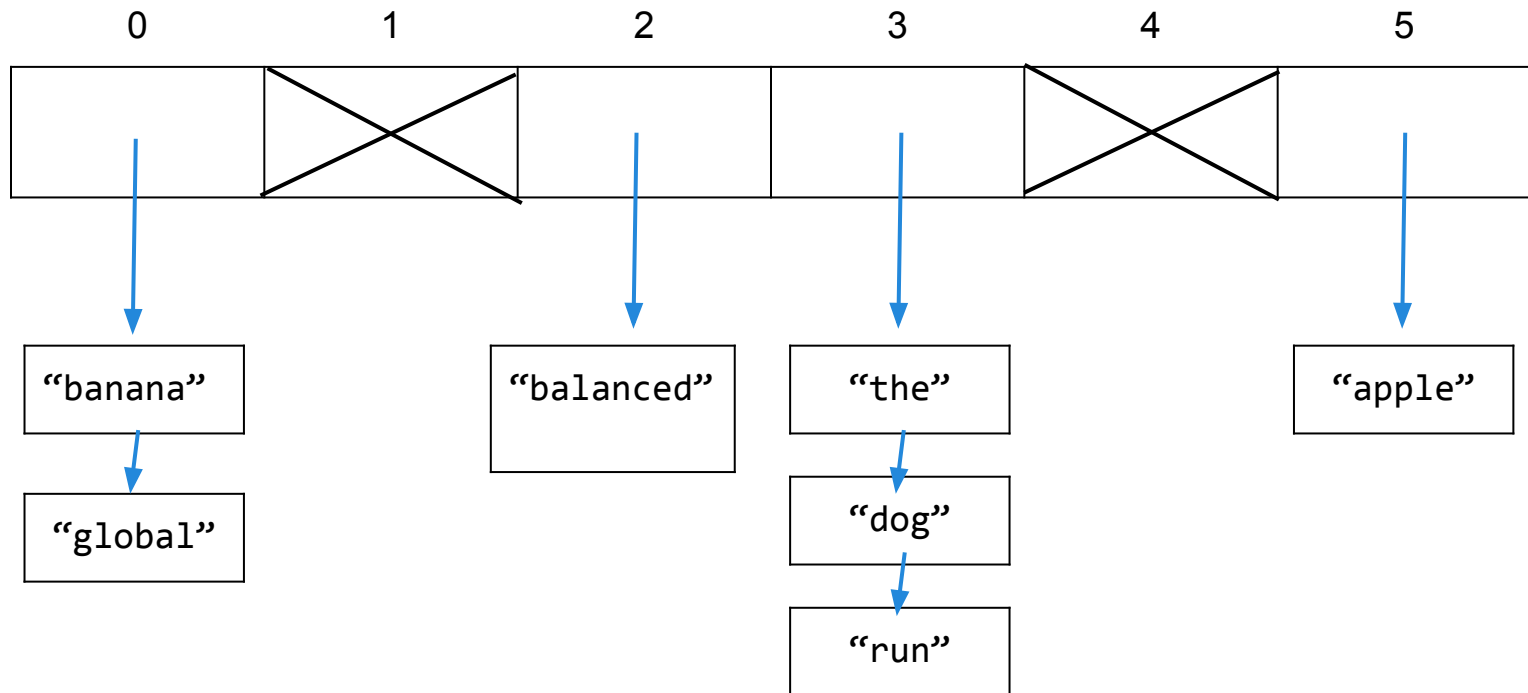 0 1 2 3 4 5
“banana” “balanced” “the” “apple”
“dog”
“global”
“run”